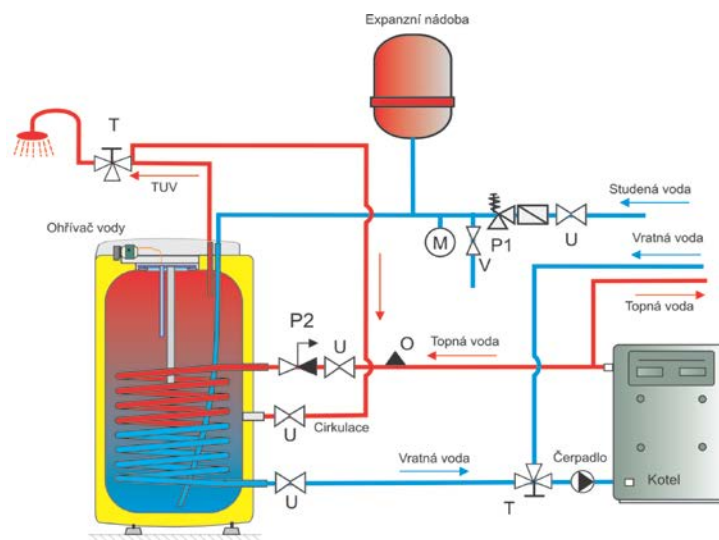 Expanzní nádoba
T
TUV
Studená voda
Ohřívač vody
M
V
P1
U
Vratná voda
Topná voda
P2
U
Topná voda
O
U
Cirkulace
Vratná voda
Čerpadlo
Kotel
U
T